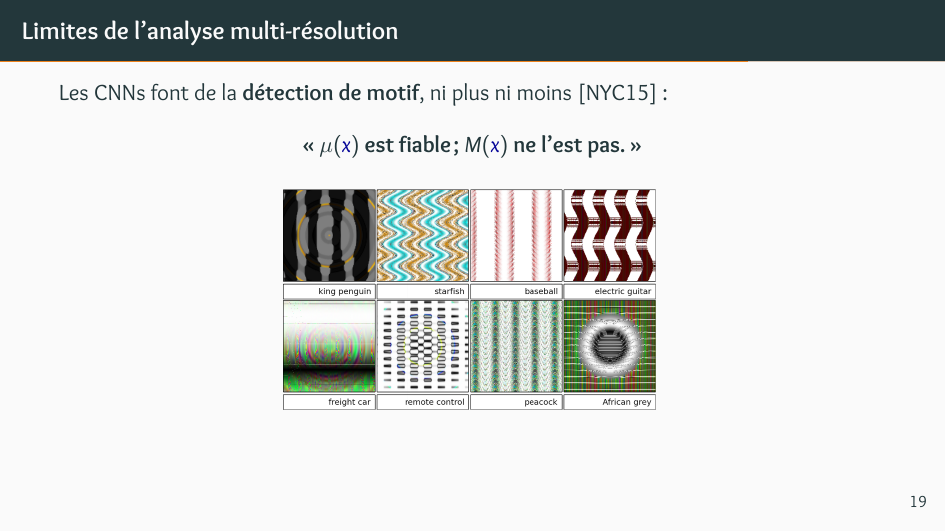 Limites de l'analyse multi-résolution
Les CNNs font de la détection de motif, ni plus ni moins [NYC15] :
« μ(x) est fiable ; M(x) ne l'est pas. »
king penguin starfish baseball electric guitar
freight car remote control peacock African grey
19